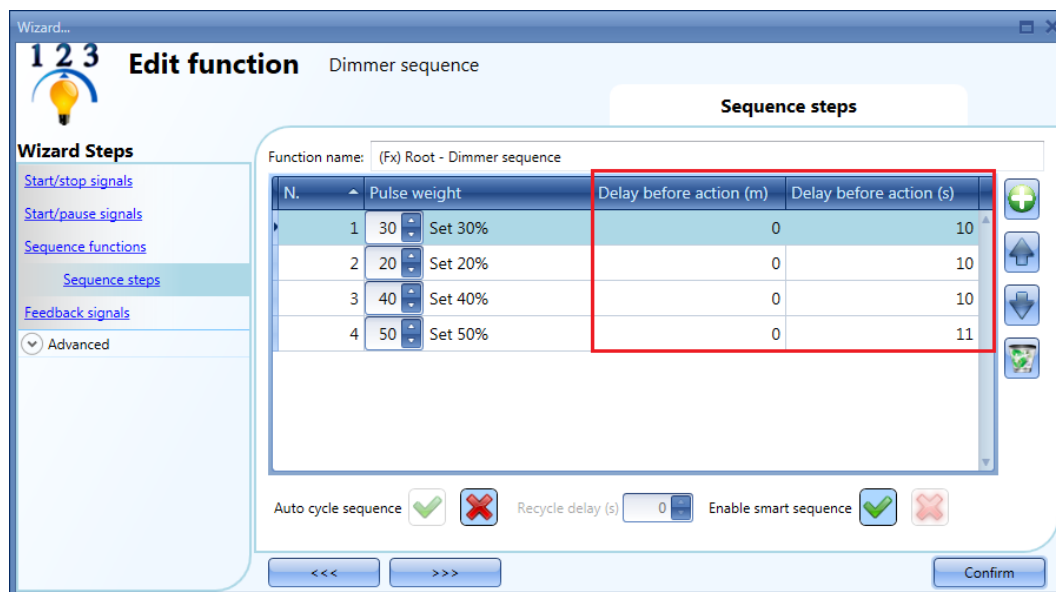 Wizard...
1 2 3
Edit function Dimmer sequence
Sequence steps
Wizard Steps
Start/stop signals
Start/pause signals
Sequence functions
Sequence steps
Feedback signals
Advanced
Function name: (Fx) Root - Dimmer sequence
N. Pulse weight Delay before action (m) Delay before action (s)
1 30 Set 30% 0 10
2 20 Set 20% 0 10
3 40 Set 40% 0 10
4 50 Set 50% 0 11
Auto cycle sequence Recycle delay (s) 0 Enable smart sequence
<<< >>> Confirm